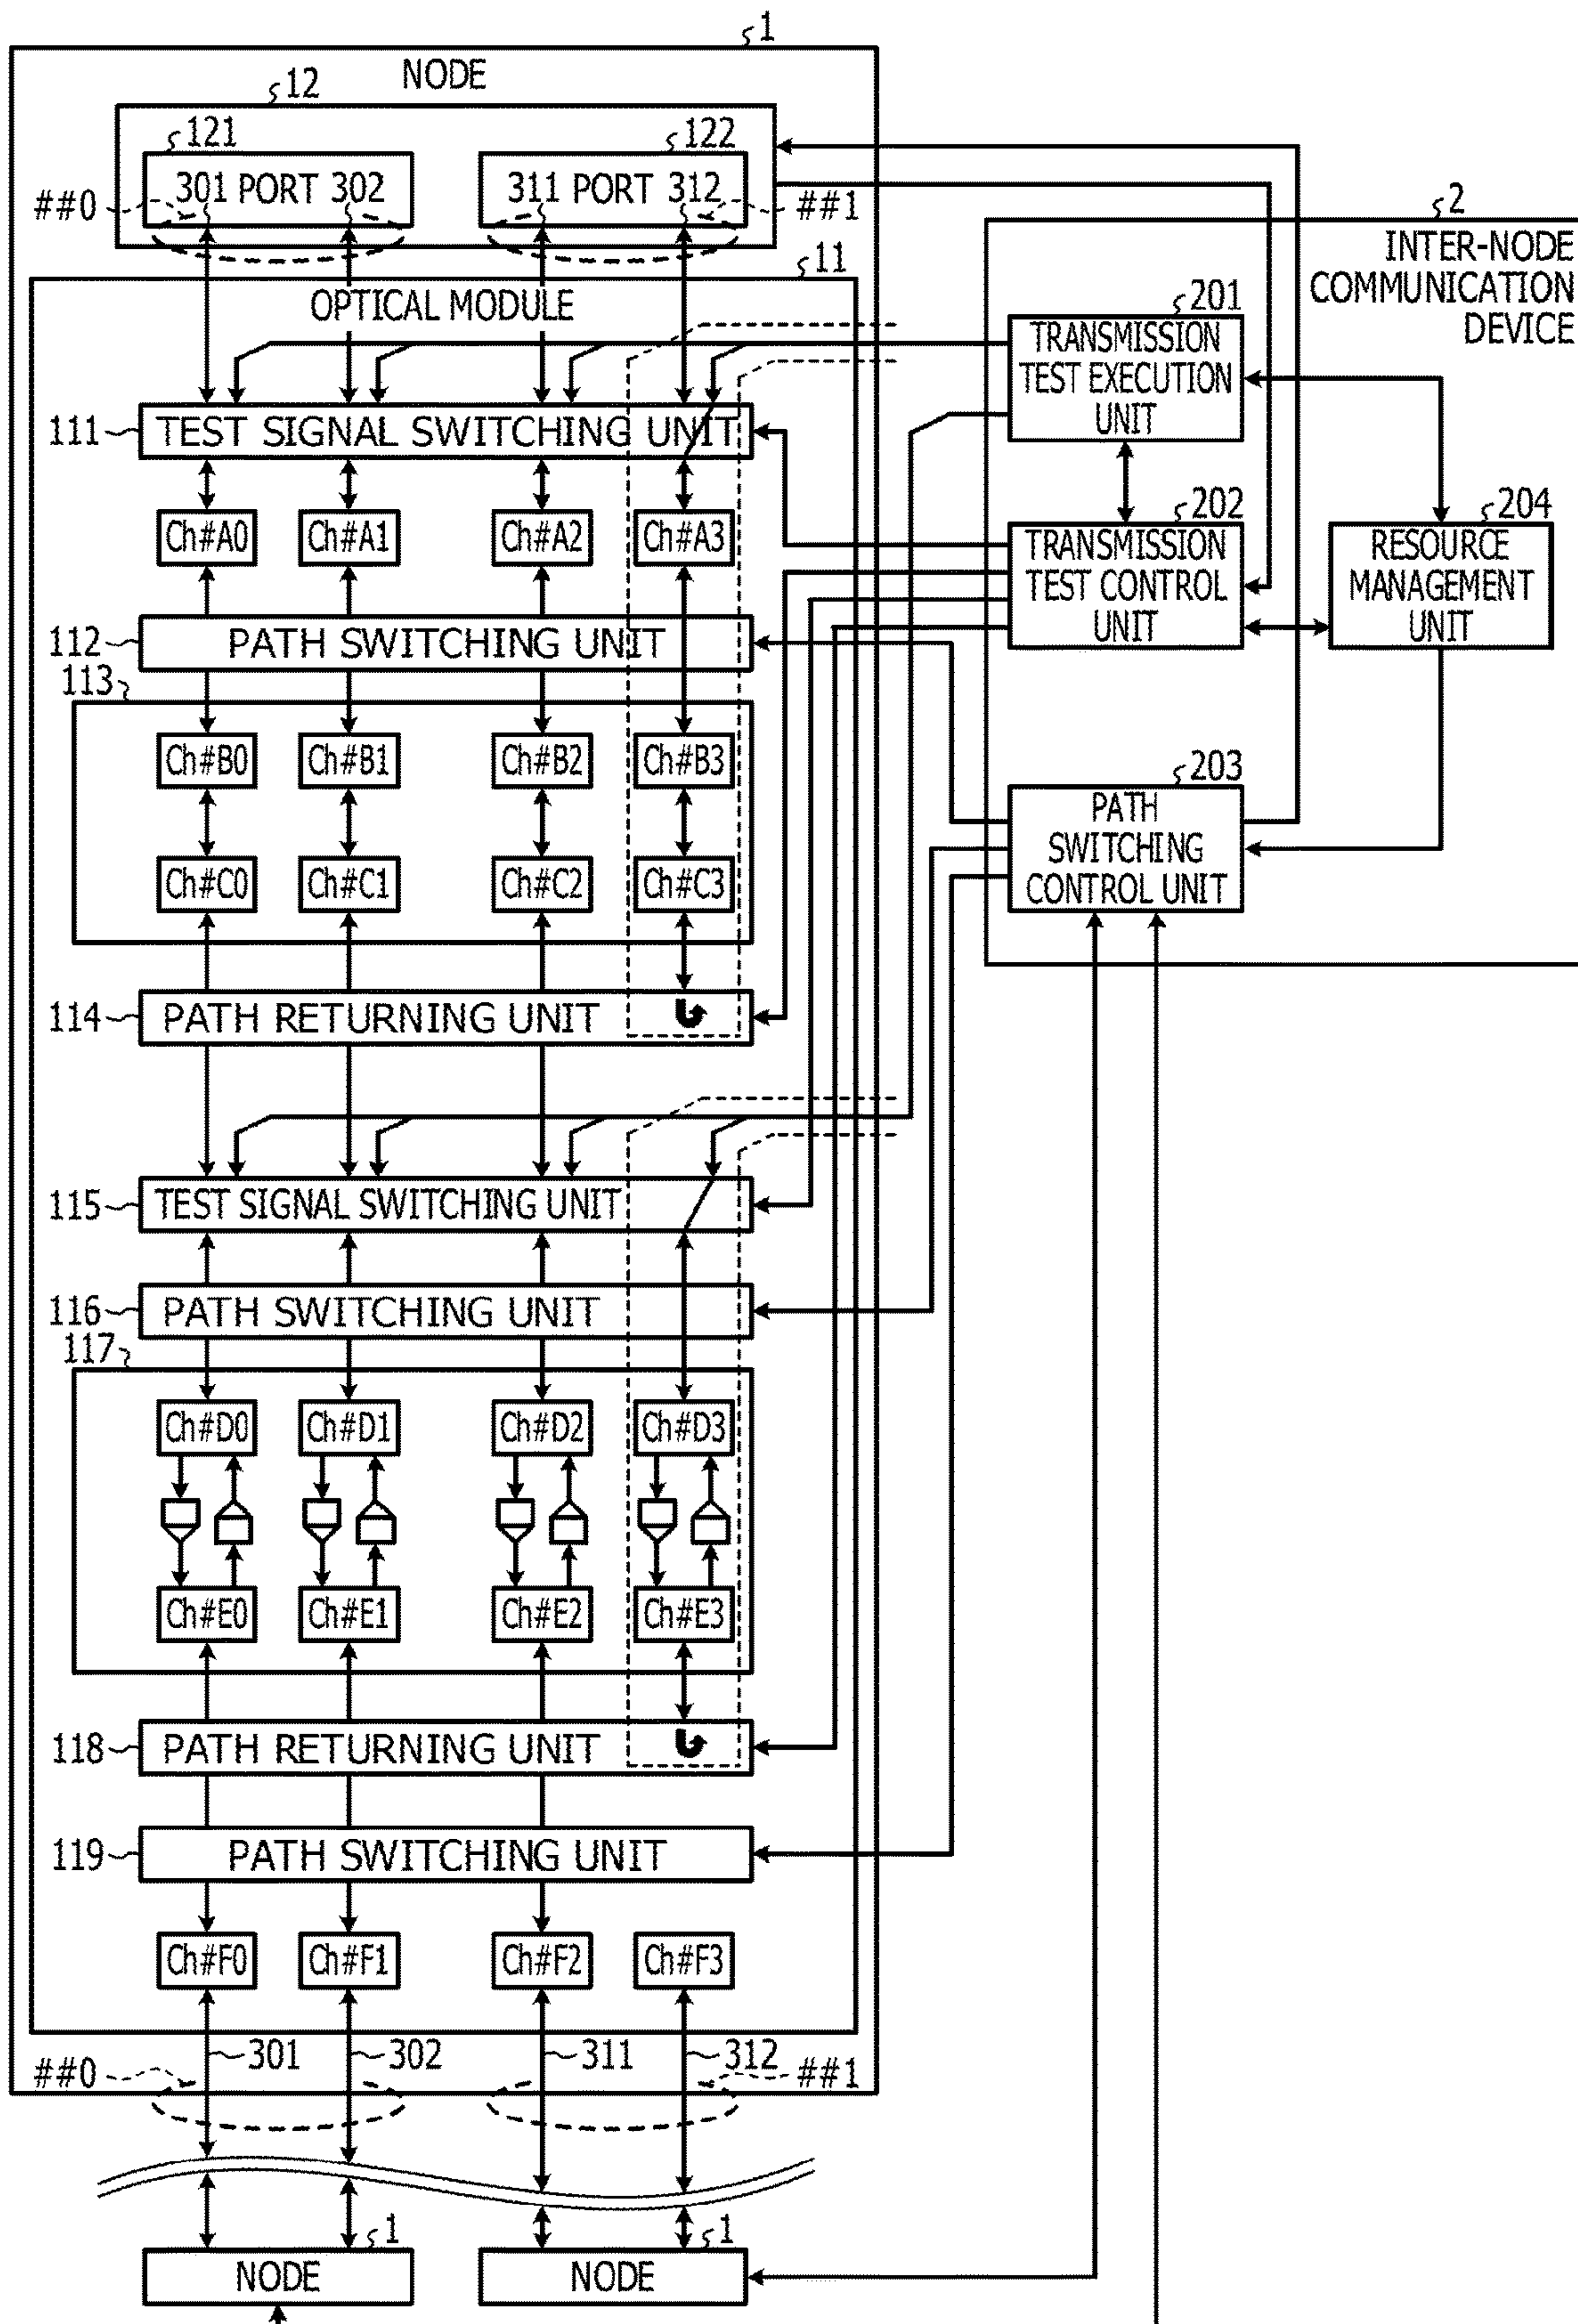 1
NODE
12
121
122
301 PORT 302
311 PORT 312
##0
##1
2
INTER-NODE
COMMUNICATION
DEVICE
11
OPTICAL MODULE
201
TRANSMISSION
TEST EXECUTION
UNIT
111
TEST SIGNAL SWITCHING UNIT
202
204
Ch#A0
Ch#A1
Ch#A2
Ch#A3
TRANSMISSION
TEST CONTROL
UNIT
RESOURCE
MANAGEMENT
UNIT
112
PATH SWITCHING UNIT
113
Ch#B0
Ch#B1
Ch#B2
Ch#B3
203
PATH
SWITCHING
CONTROL UNIT
Ch#C0
Ch#C1
Ch#C2
Ch#C3
114
PATH RETURNING UNIT
115
TEST SIGNAL SWITCHING UNIT
116
PATH SWITCHING UNIT
117
Ch#D0
Ch#D1
Ch#D2
Ch#D3
Ch#E0
Ch#E1
Ch#E2
Ch#E3
118
PATH RETURNING UNIT
119
PATH SWITCHING UNIT
Ch#F0
Ch#F1
Ch#F2
Ch#F3
301
302
311
312
##0
##1
1
1
NODE
NODE